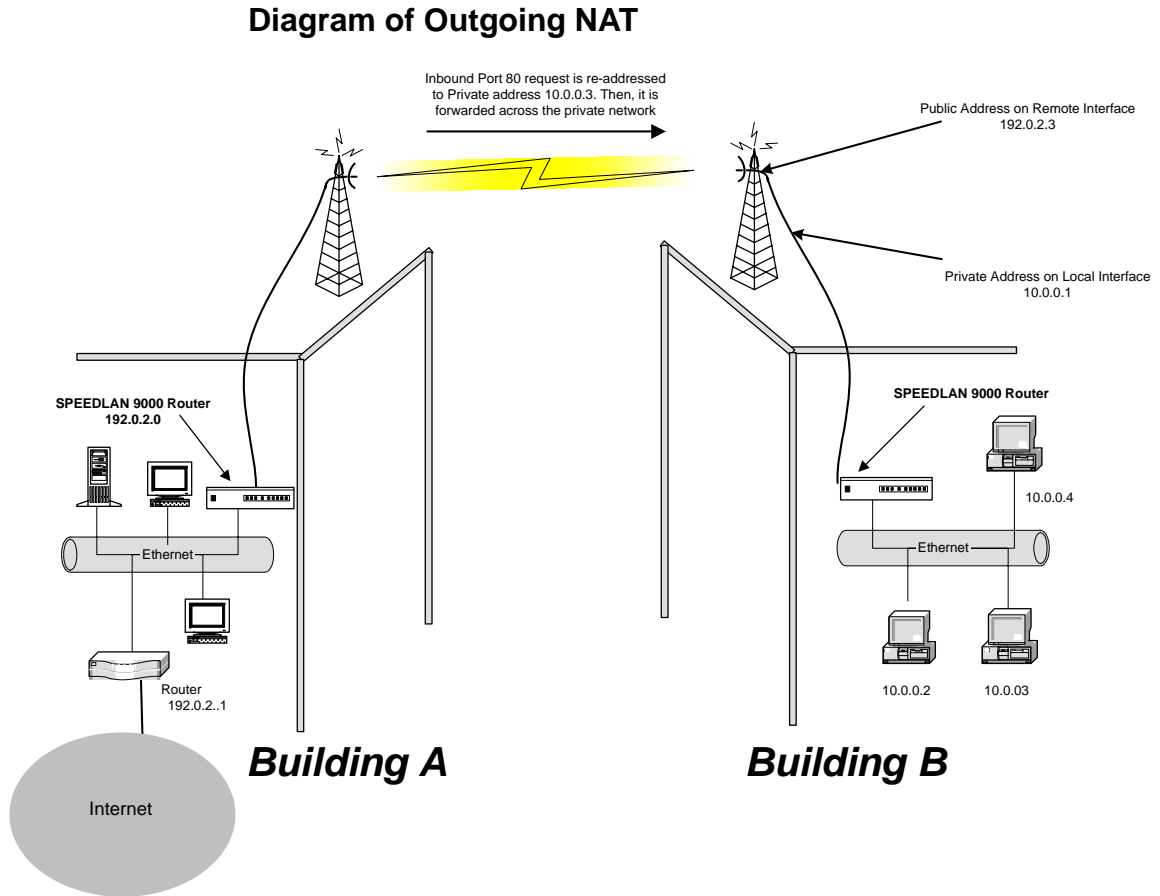 Diagram of Outgoing NAT
Inbound Port 80 request is re-addressed
to Private address 10.0.0.3. Then, it is
forwarded across the private network
Public Address on Remote Interface
192.0.2.3
Private Address on Local Interface
10.0.0.1
SPEEDLAN 9000 Router
192.0.2.0
SPEEDLAN 9000 Router
10.0.0.4
Ethernet
Ethernet
Router
192.0.2..1
10.0.0.2
10.0.03
Building A
Building B
Internet